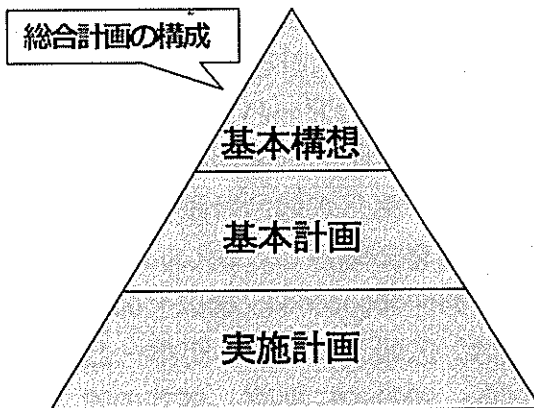 総合計画の構成
基本構想
基本計画
実施計画